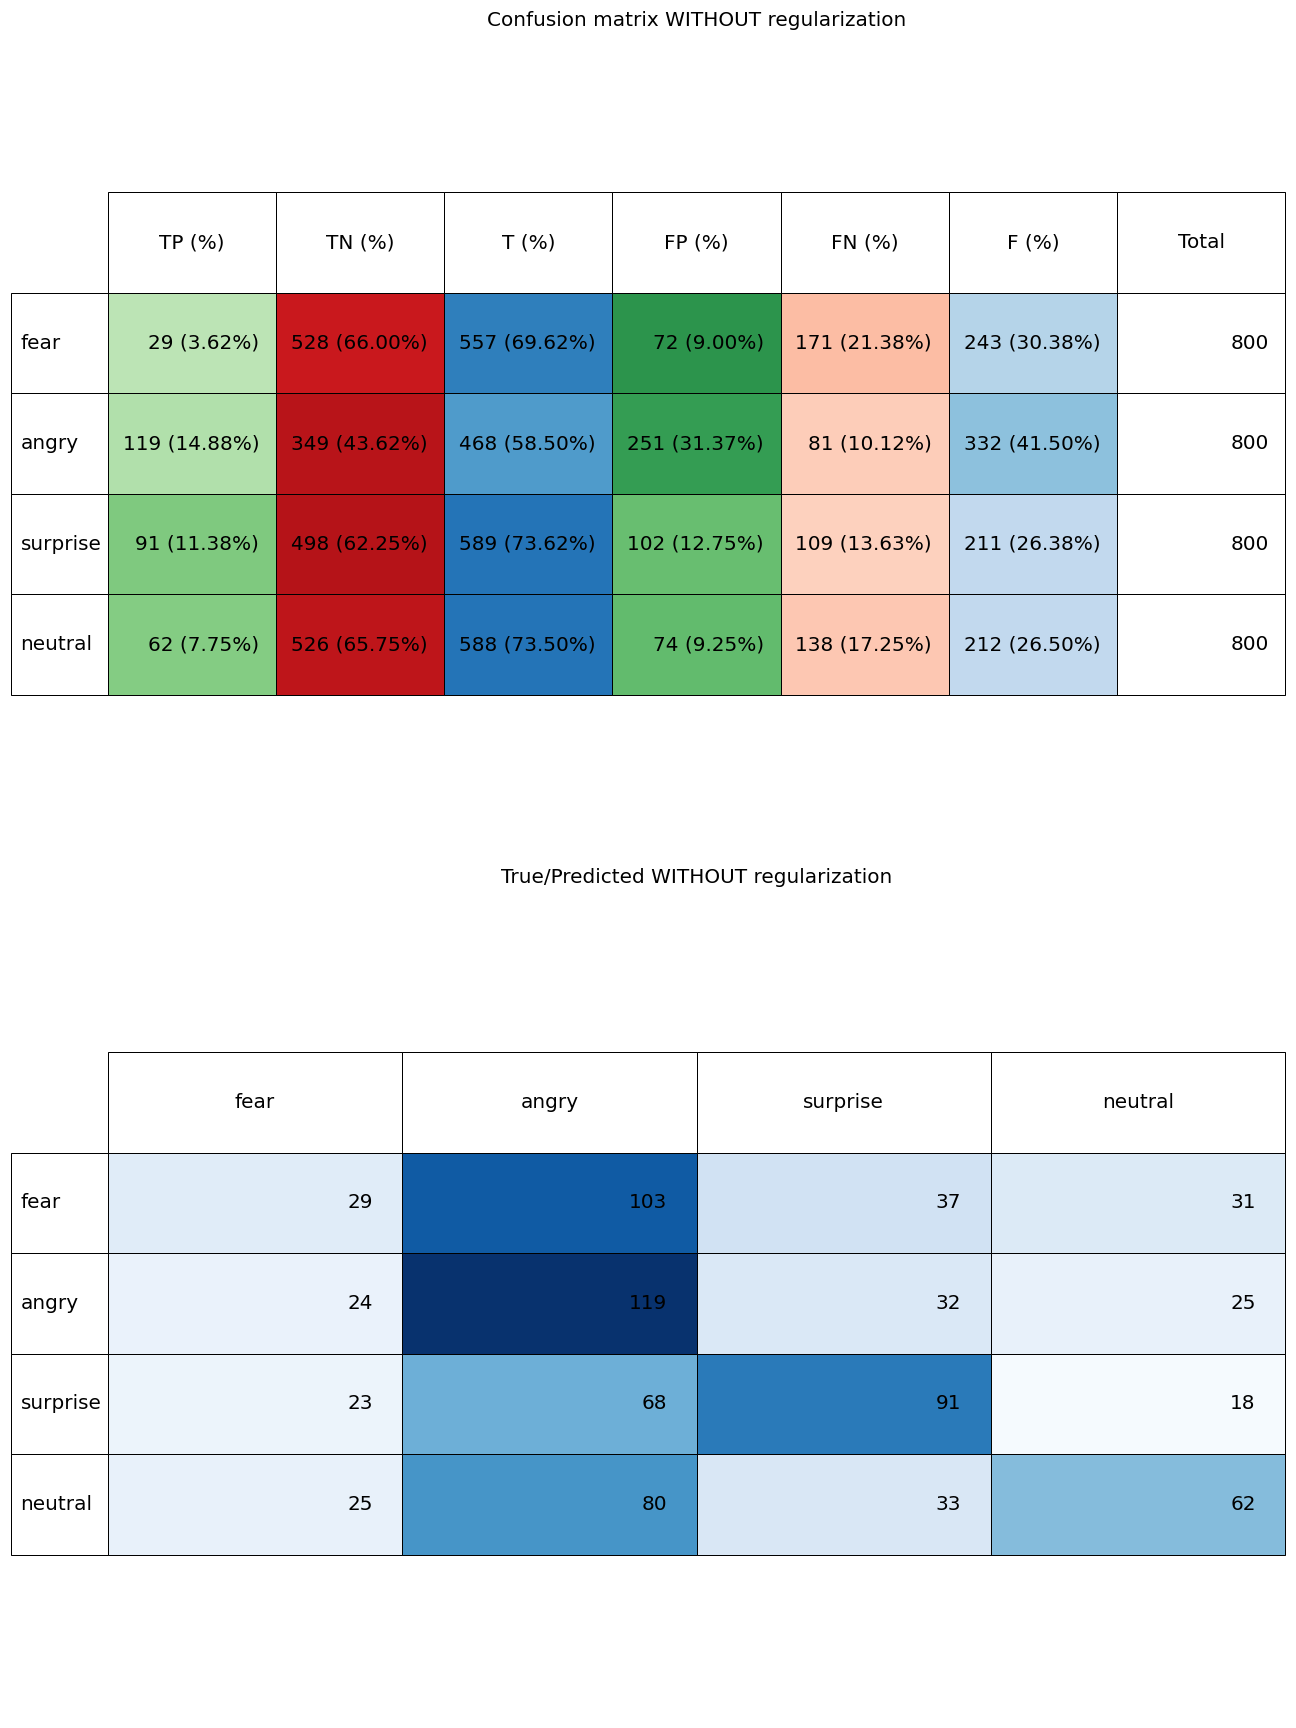 Confusion matrix WITHOUT regularization
TP (%) TN (%) T (%) FP (%) FN (%) F (%) Total
fear 29 (3.62%) 528 (66.00%) 557 (69.62%) 72 (9.00%) 171 (21.38%) 243 (30.38%) 800
angry 119 (14.88%) 349 (43.62%) 468 (58.50%) 251 (31.37%) 81 (10.12%) 332 (41.50%) 800
surprise 91 (11.38%) 498 (62.25%) 589 (73.62%) 102 (12.75%) 109 (13.63%) 211 (26.38%) 800
neutral 62 (7.75%) 526 (65.75%) 588 (73.50%) 74 (9.25%) 138 (17.25%) 212 (26.50%) 800
True/Predicted WITHOUT regularization
fear angry surprise neutral
fear 29 103 37 31
angry 24 119 32 25
surprise 23 68 91 18
neutral 25 80 33 62